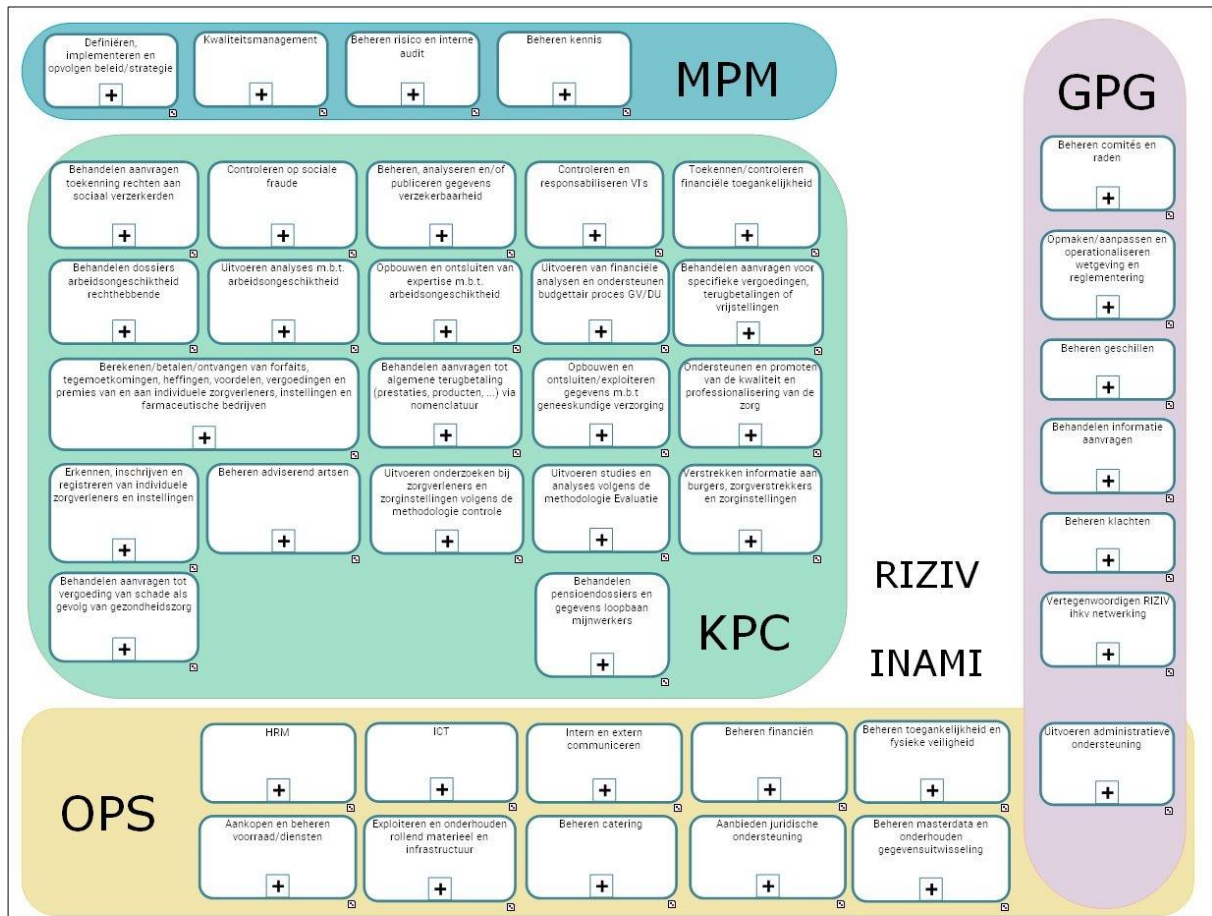 Definiëren,
implementeren en
opvolgen beleid/strategie
Kwaliteitsmanagement
Beheren risico en interne
audit
Beheren kennis
MPM
GPG
Behandelen aanvragen
toekenning rechten aan
sociaal verzerkerden
Controleren op sociale
fraude
Beheren, analyseren en/of
publiceren gegevens
verzekerbaarheid
Controleren en
responsabiliseren VI's
Toekennen/controleren
financiële toegankelijkheid
Behandelen dossiers
arbeidsongeschiktheid
rechthebbende
Uitvoeren analyses m.b.t.
arbeidsongeschiktheid
Opbouwen en ontsluiten van
expertise m.b.t.
arbeidsongeschiktheid
Uitvoeren van financiële
analysen en ondersteunen
budgettair proces GV/DU
Behandelen aanvragen voor
specifieke vergoedingen,
terugbetalingen of
vrijstellingen
Berekenen/betalen/ontvangen van forfaits,
tegemoetkomingen, heffingen, voordelen, vergoedingen en
premies van en aan individuele zorgverleners, instellingen en
farmaceutische bedrijven
Behandelen aanvragen tot
algemene terugbetaling
(prestaties, producten, ...) via
nomenclatuur
Opbouwen en
ontsluiten/exploiteren
gegevens m.b.t
geneeskundige verzorging
Ondersteunen en promoten
van de kwaliteit en
professionalisering van de
zorg
Erkennen, inschrijven en
registreren van individuele
zorgverleners en instellingen
Beheren adviserend artsen
Uitvoeren onderzoeken bij
zorgverleners en
zorginstellingen volgens de
methodologie controle
Uitvoeren studies en
analyses volgens de
methodologie Evaluatie
Verstrekken informatie aan
burgers, zorgverstrekkers
en zorginstellingen
Behandelen aanvragen tot
vergoeding van schade als
gevolg van gezondheidszorg
Behandelen
pensioendossiers en
gegevens loopbaan
mijnwerkers
KPC
RIZIV
INAMI
Beheren comités en
raden
Opmaken/aanpassen en
operationaliseren
wetgeving en
reglementering
Beheren geschillen
Behandelen informatie
aanvragen
Beheren klachten
Vertegenwoordigen RIZIV
ihkv netwerking
Uitvoeren administratieve
ondersteuning
OPS
HRM
ICT
Intern en extern
communiceren
Beheren financiën
Beheren toegankelijkheid en
fysieke veiligheid
Aankopen en beheren
voorraad/diensten
Exploiteren en onderhouden
rollend materieel en
infrastructuur
Beheren catering
Aanbieden juridische
ondersteuning
Beheren masterdata en
onderhouden
gegevensuitwisseling